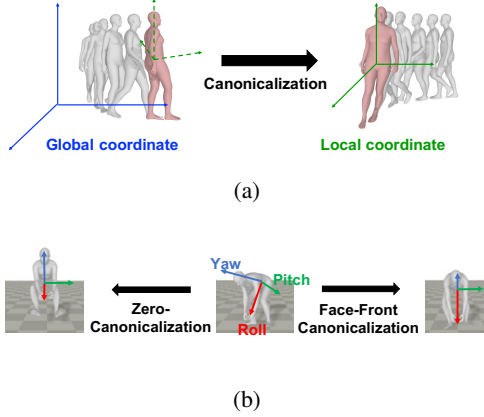 Canonicalization
Global coordinate
Local coordinate
(a)
Yaw
Pitch
Roll
Zero-
Canonicalization
Face-Front
Canonicalization
(b)